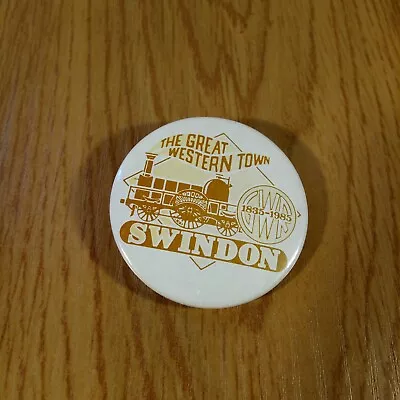 THE GREAT
WESTERN TOWN
GWR
1835-1985
SWINDON